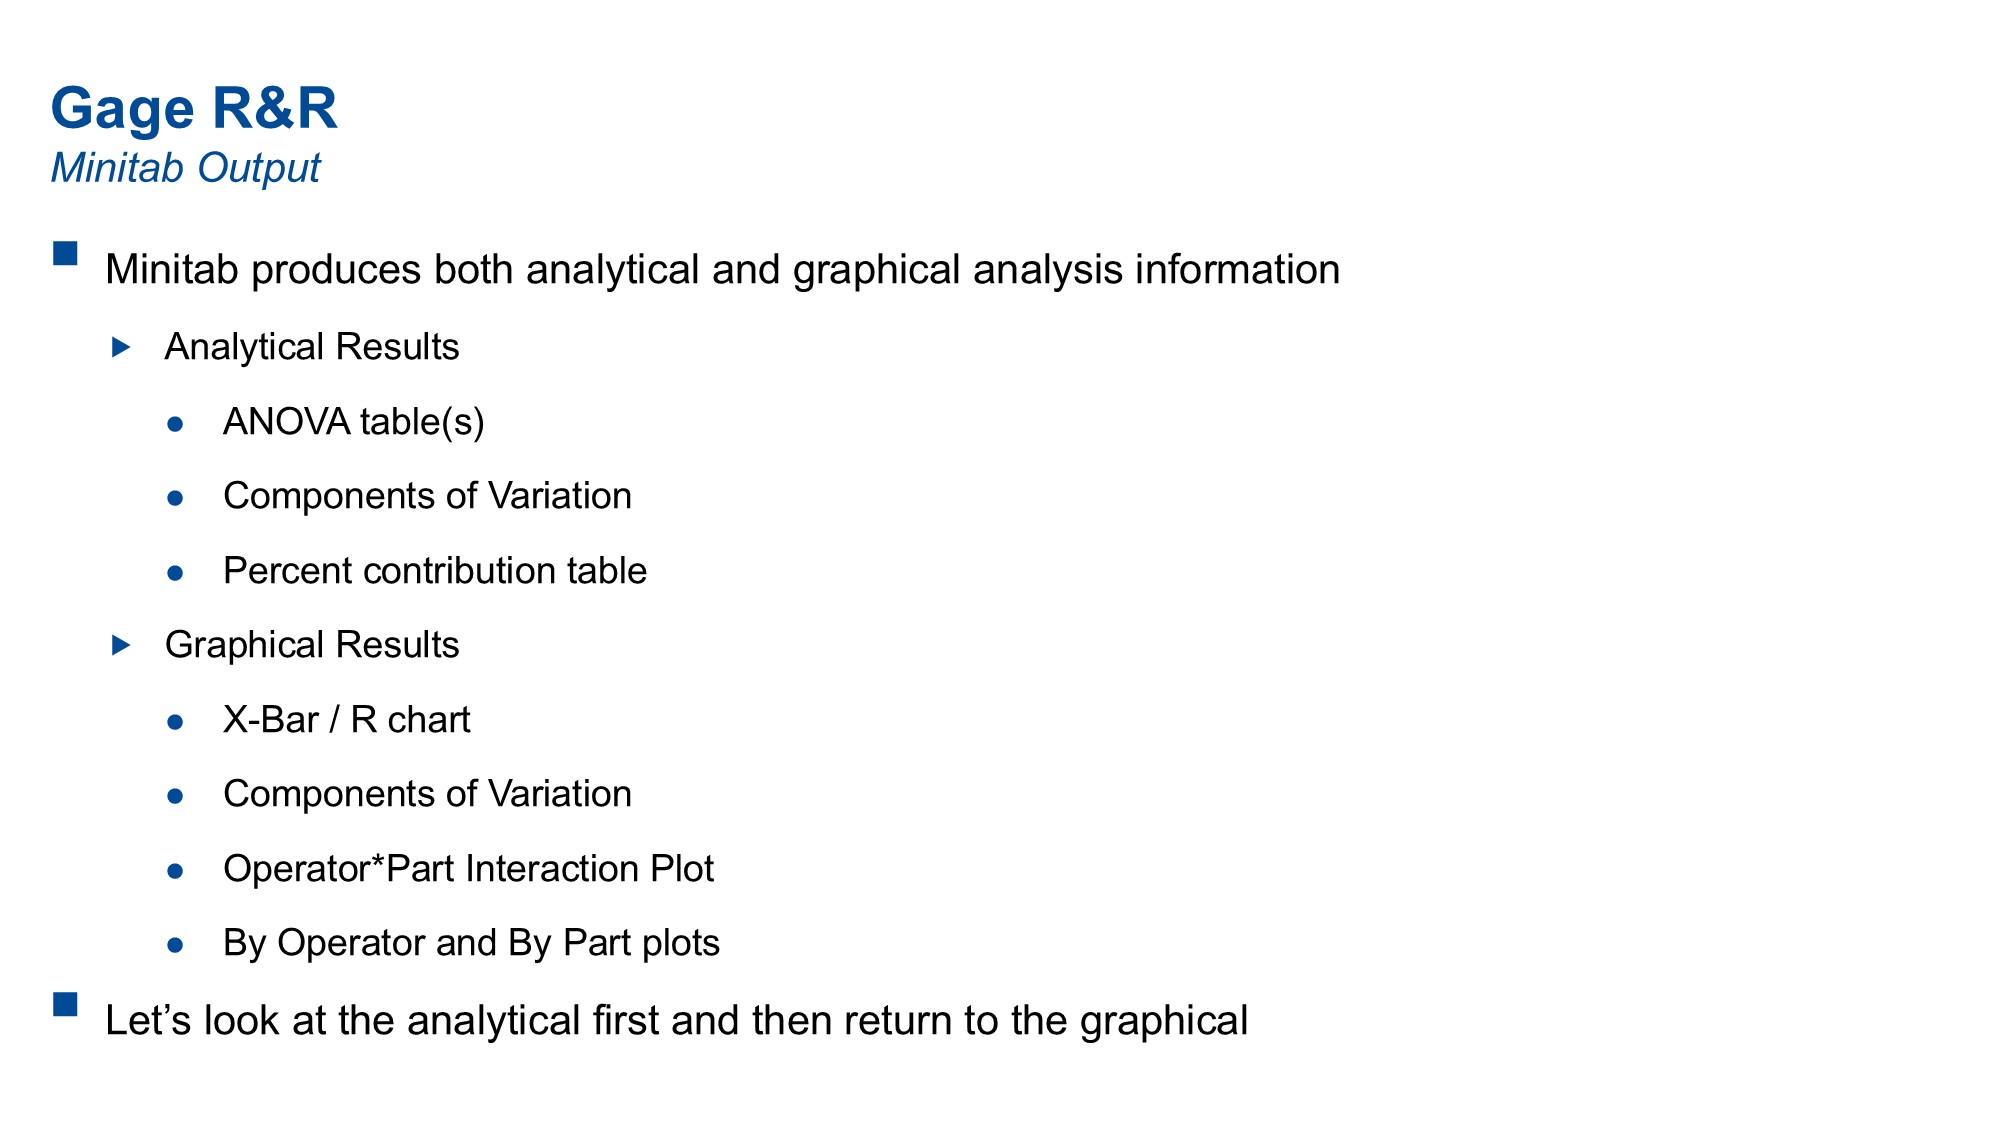 Gage R&R
Minitab Output
Minitab produces both analytical and graphical analysis information
Analytical Results
ANOVA table(s)
Components of Variation
Percent contribution table
Graphical Results
X-Bar / R chart
Components of Variation
Operator*Part Interaction Plot
By Operator and By Part plots
Let’s look at the analytical first and then return to the graphical